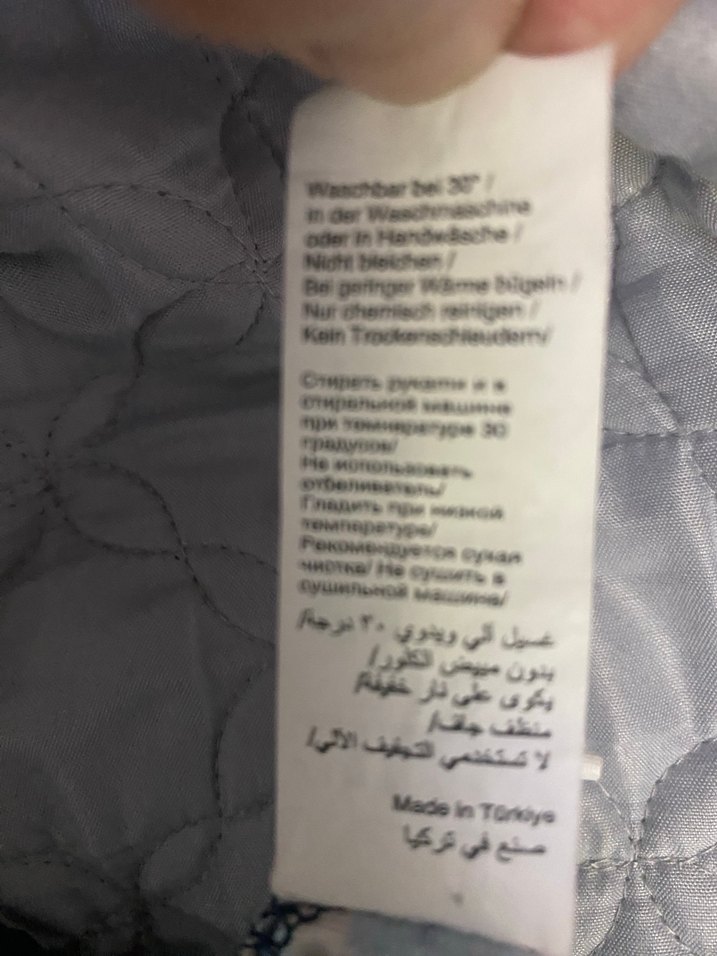 Waschbar bei 30° /
in der Waschmaschine
oder in Handwäsche /
Nicht bleichen /
Bei geringer Wärme bügeln /
Nur chemisch reinigen /
Kein Trockenschleudern/
Стирать руками и в
стиральной машине
при температуре 30
градусов/
Не использовать
отбеливатель/
Гладить при низкой
температуре/
Рекомендуется сухая
чистка/ Не сушить в
сушильной машине/
غسيل آلي ويدوي ٣٠ درجة/
بدون مبيض الكلور/
يكوى على نار خفيفة/
منظف جاف/
لا تستخدمي التجفيف الآلي/
Made in Türkiye
صنع في تركيا